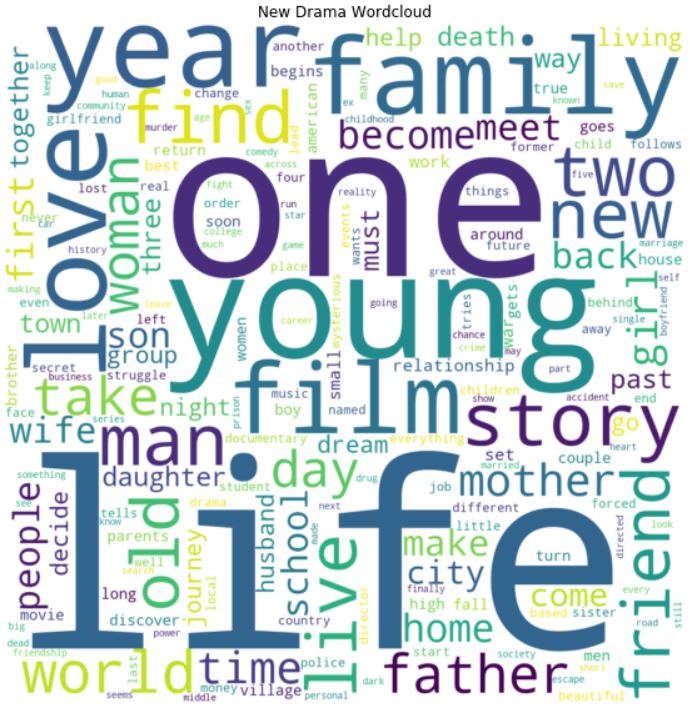 New Drama Wordcloud
year
family
help death
living
way
another
begins
along
keep
good
human
change
community
sex
girlfriend
age
murder
lead
find
american
many
ex
childhood
true
known
save
become
meet
goes
child
follows
former
together
return
best
comedy
across
four
work
two
new
one
love
woman
three
lost
real
order
soon
fight
run
star
college
game
much
reality
five
things
events
wants
must
around
future
marriage
first
never
car
history
place
back
house
self
making
even
later
leave
young
mysterious
going
great
behind
girl
boyfriend
town
left
son
group
women
career
small
chance
may
crime
tries
wargets
away
single
part
brother
secret
business
struggle
film
relationship
past
face
series
take
night
music
boy
prison
named
children
show
accident
end
story
go
wife
man
documentary
everything
dream
set
couple
heart
married
something
see
know
daughter
day
student
drug
mother
job
different
forced
people
decide
tells
drama
old
parents
well
search
journey
local
husband
school
next
made
life
little
look
friend
directed
turn
every
road
still
make
city
finally
come
based
sister
movie
long
discover
power
country
live
director
high
fall
home
start
society
men
short
escape
big
dead
friendship
last
world
time
police
personal
dark
father
seems
middle
money
village
beautiful